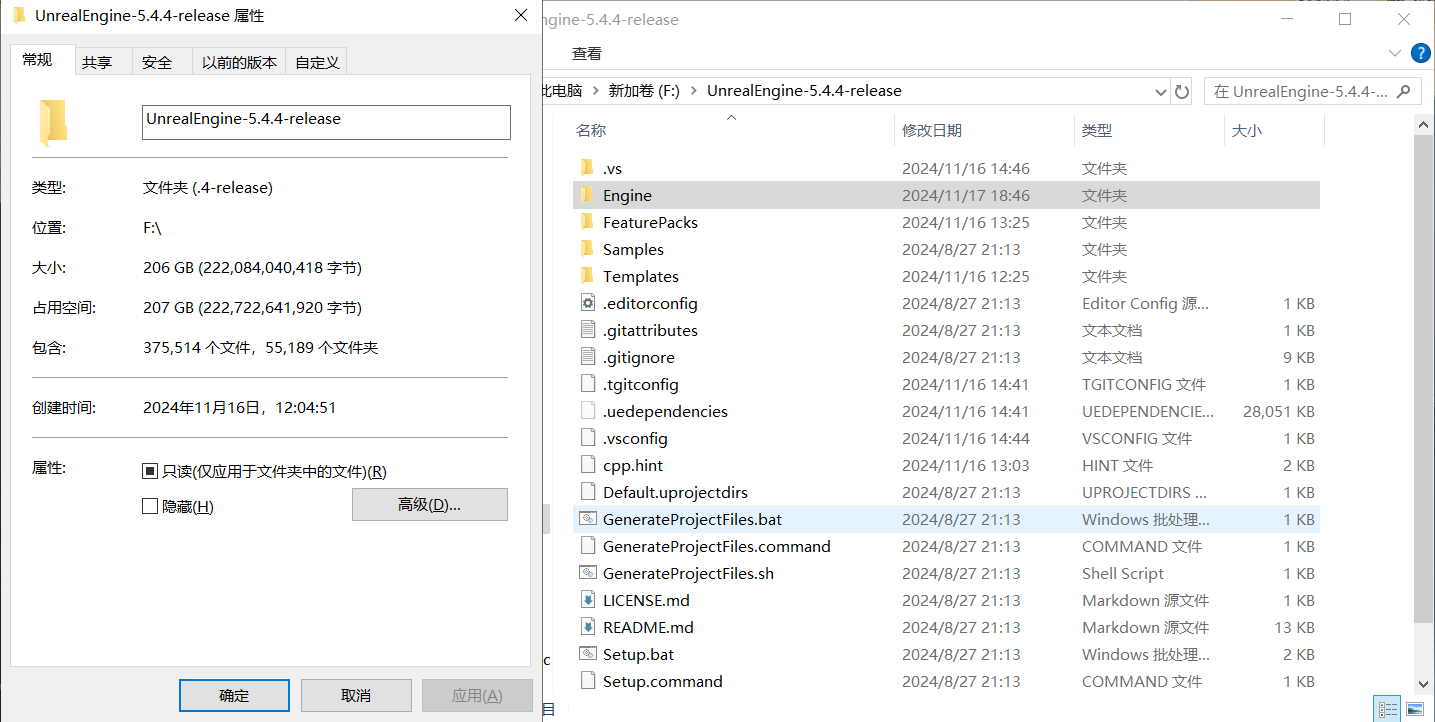 UnrealEngine-5.4.4-release 属性
常规
共享
安全
以前的版本
自定义
UnrealEngine-5.4.4-release
类型: 文件夹 (.4-release)
位置: F:\
大小: 206 GB (222,084,040,418 字节)
占用空间: 207 GB (222,722,641,920 字节)
包含: 375,514 个文件，55,189 个文件夹
创建时间: 2024年11月16日，12:04:51
属性: 只读(仅应用于文件夹中的文件)(R)
隐藏(H)
高级(D)...
确定
取消
应用(A)
ngine-5.4.4-release
查看
?
此电脑 > 新加卷 (F:) > UnrealEngine-5.4.4-release
在 UnrealEngine-5.4.4-...
名称 修改日期 类型 大小
.vs 2024/11/16 14:46 文件夹
Engine 2024/11/17 18:46 文件夹
FeaturePacks 2024/11/16 13:25 文件夹
Samples 2024/8/27 21:13 文件夹
Templates 2024/11/16 12:25 文件夹
.editorconfig 2024/8/27 21:13 Editor Config 源... 1 KB
.gitattributes 2024/8/27 21:13 文本文档 1 KB
.gitignore 2024/8/27 21:13 文本文档 9 KB
.tgitconfig 2024/11/16 14:41 TGITCONFIG 文件 1 KB
.uedependencies 2024/11/16 14:41 UEDEPENDENCIE... 28,051 KB
.vsconfig 2024/11/16 14:44 VSCONFIG 文件 1 KB
cpp.hint 2024/11/16 13:03 HINT 文件 2 KB
Default.uprojectdirs 2024/8/27 21:13 UPROJECTDIRS ... 1 KB
GenerateProjectFiles.bat 2024/8/27 21:13 Windows 批处理... 1 KB
GenerateProjectFiles.command 2024/8/27 21:13 COMMAND 文件 1 KB
GenerateProjectFiles.sh 2024/8/27 21:13 Shell Script 1 KB
LICENSE.md 2024/8/27 21:13 Markdown 源文件 1 KB
README.md 2024/8/27 21:13 Markdown 源文件 13 KB
Setup.bat 2024/8/27 21:13 Windows 批处理... 2 KB
Setup.command 2024/8/27 21:13 COMMAND 文件 1 KB